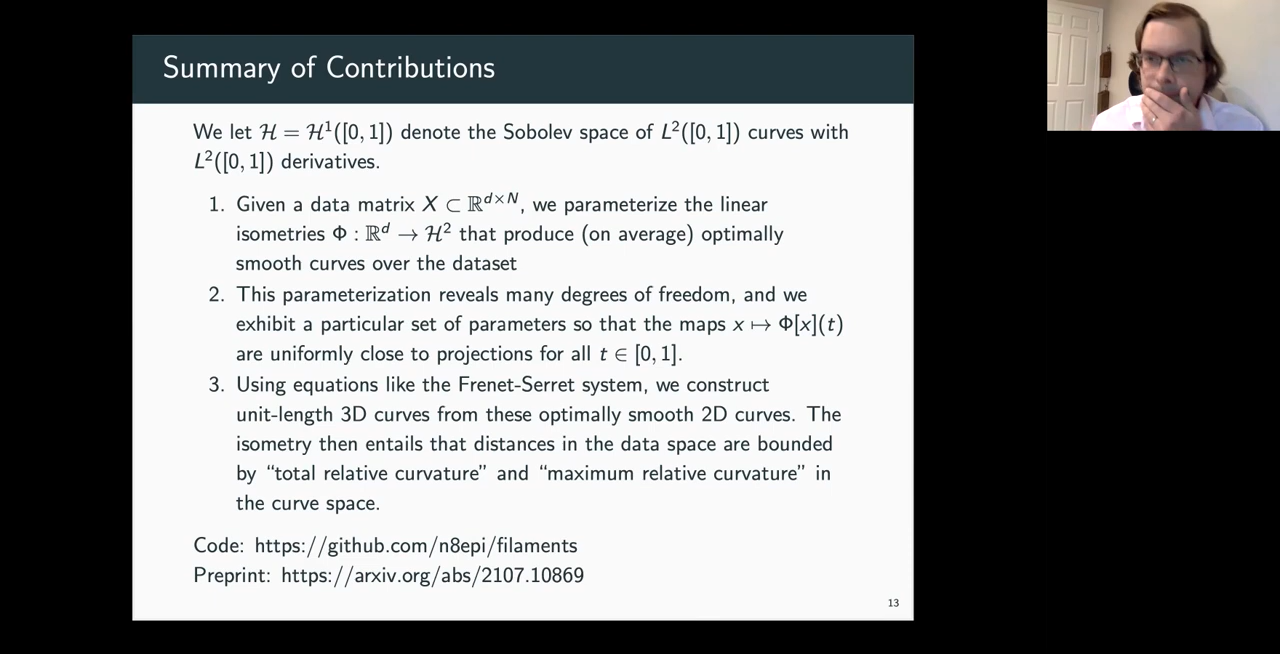 Summary of Contributions
We let ℋ = ℋ¹([0, 1]) denote the Sobolev space of L²([0, 1]) curves with
L²([0, 1]) derivatives.
1. Given a data matrix X ⊂ ℝᵈˣᴺ, we parameterize the linear
isometries Φ : ℝᵈ → ℋ² that produce (on average) optimally
smooth curves over the dataset
2. This parameterization reveals many degrees of freedom, and we
exhibit a particular set of parameters so that the maps x ↦ Φ[x](t)
are uniformly close to projections for all t ∈ [0, 1].
3. Using equations like the Frenet-Serret system, we construct
unit-length 3D curves from these optimally smooth 2D curves. The
isometry then entails that distances in the data space are bounded
by “total relative curvature” and “maximum relative curvature” in
the curve space.
Code: https://github.com/n8epi/filaments
Preprint: https://arxiv.org/abs/2107.10869
13